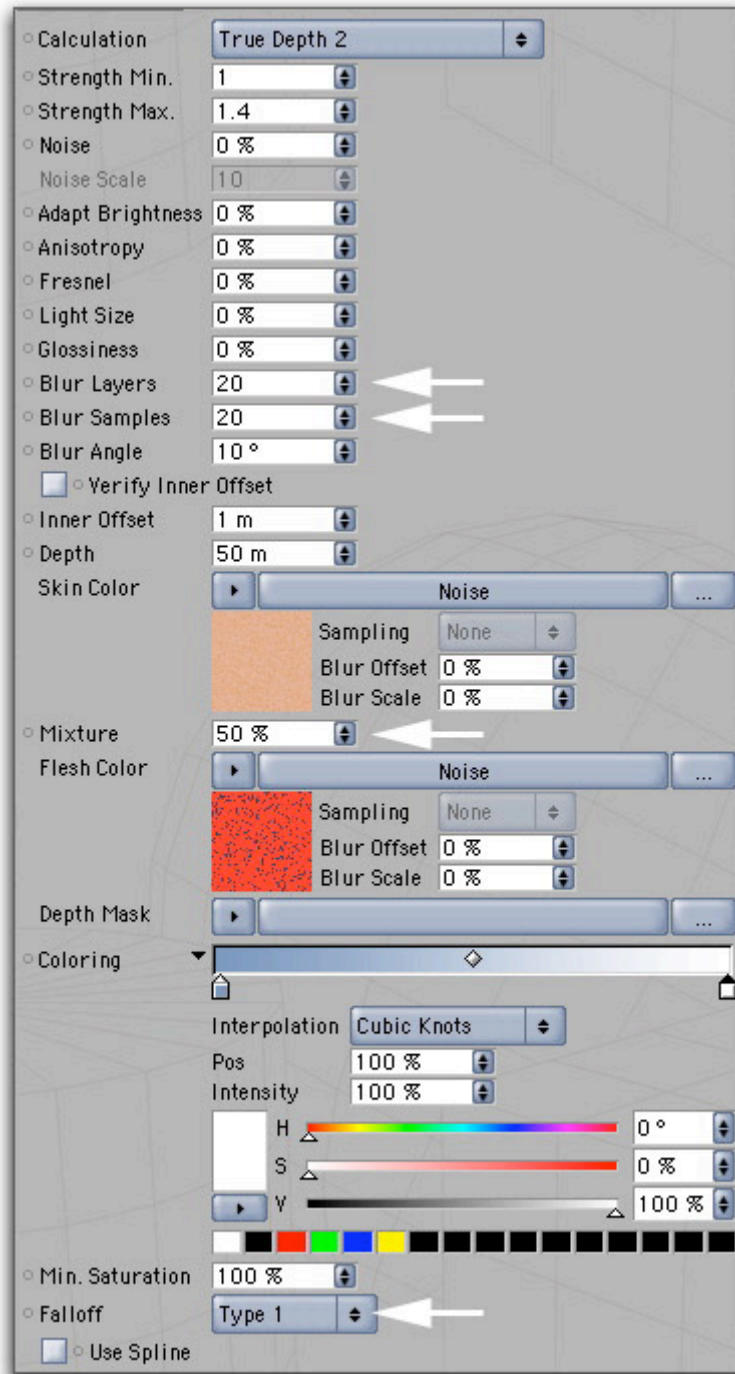 Calculation True Depth 2
Strength Min. 1
Strength Max. 1.4
Noise 0 %
Noise Scale 10
Adapt Brightness 0 %
Anisotropy 0 %
Fresnel 0 %
Light Size 0 %
Glossiness 0 %
Blur Layers 20
Blur Samples 20
Blur Angle 10 °
Verify Inner Offset
Inner Offset 1 m
Depth 50 m
Skin Color Noise ...
Sampling None
Blur Offset 0 %
Blur Scale 0 %
Mixture 50 %
Flesh Color Noise ...
Sampling None
Blur Offset 0 %
Blur Scale 0 %
Depth Mask ...
Coloring
Interpolation Cubic Knots
Pos 100 %
Intensity 100 %
H 0 °
S 0 %
V 100 %
Min. Saturation 100 %
Falloff Type 1
Use Spline